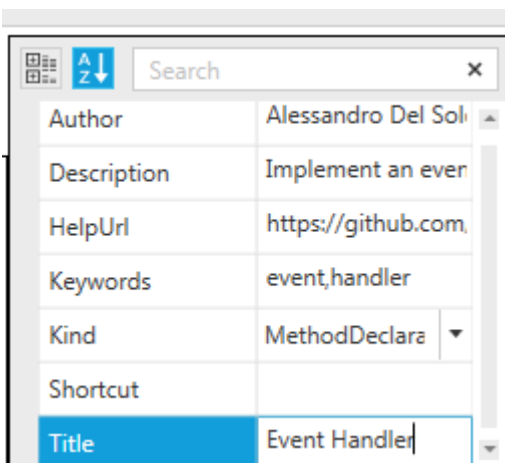 A
Z
Search
Author Alessandro Del Sol
Description Implement an even
HelpUrl https://github.com,
Keywords event,handler
Kind MethodDeclara
Shortcut
Title Event Handler